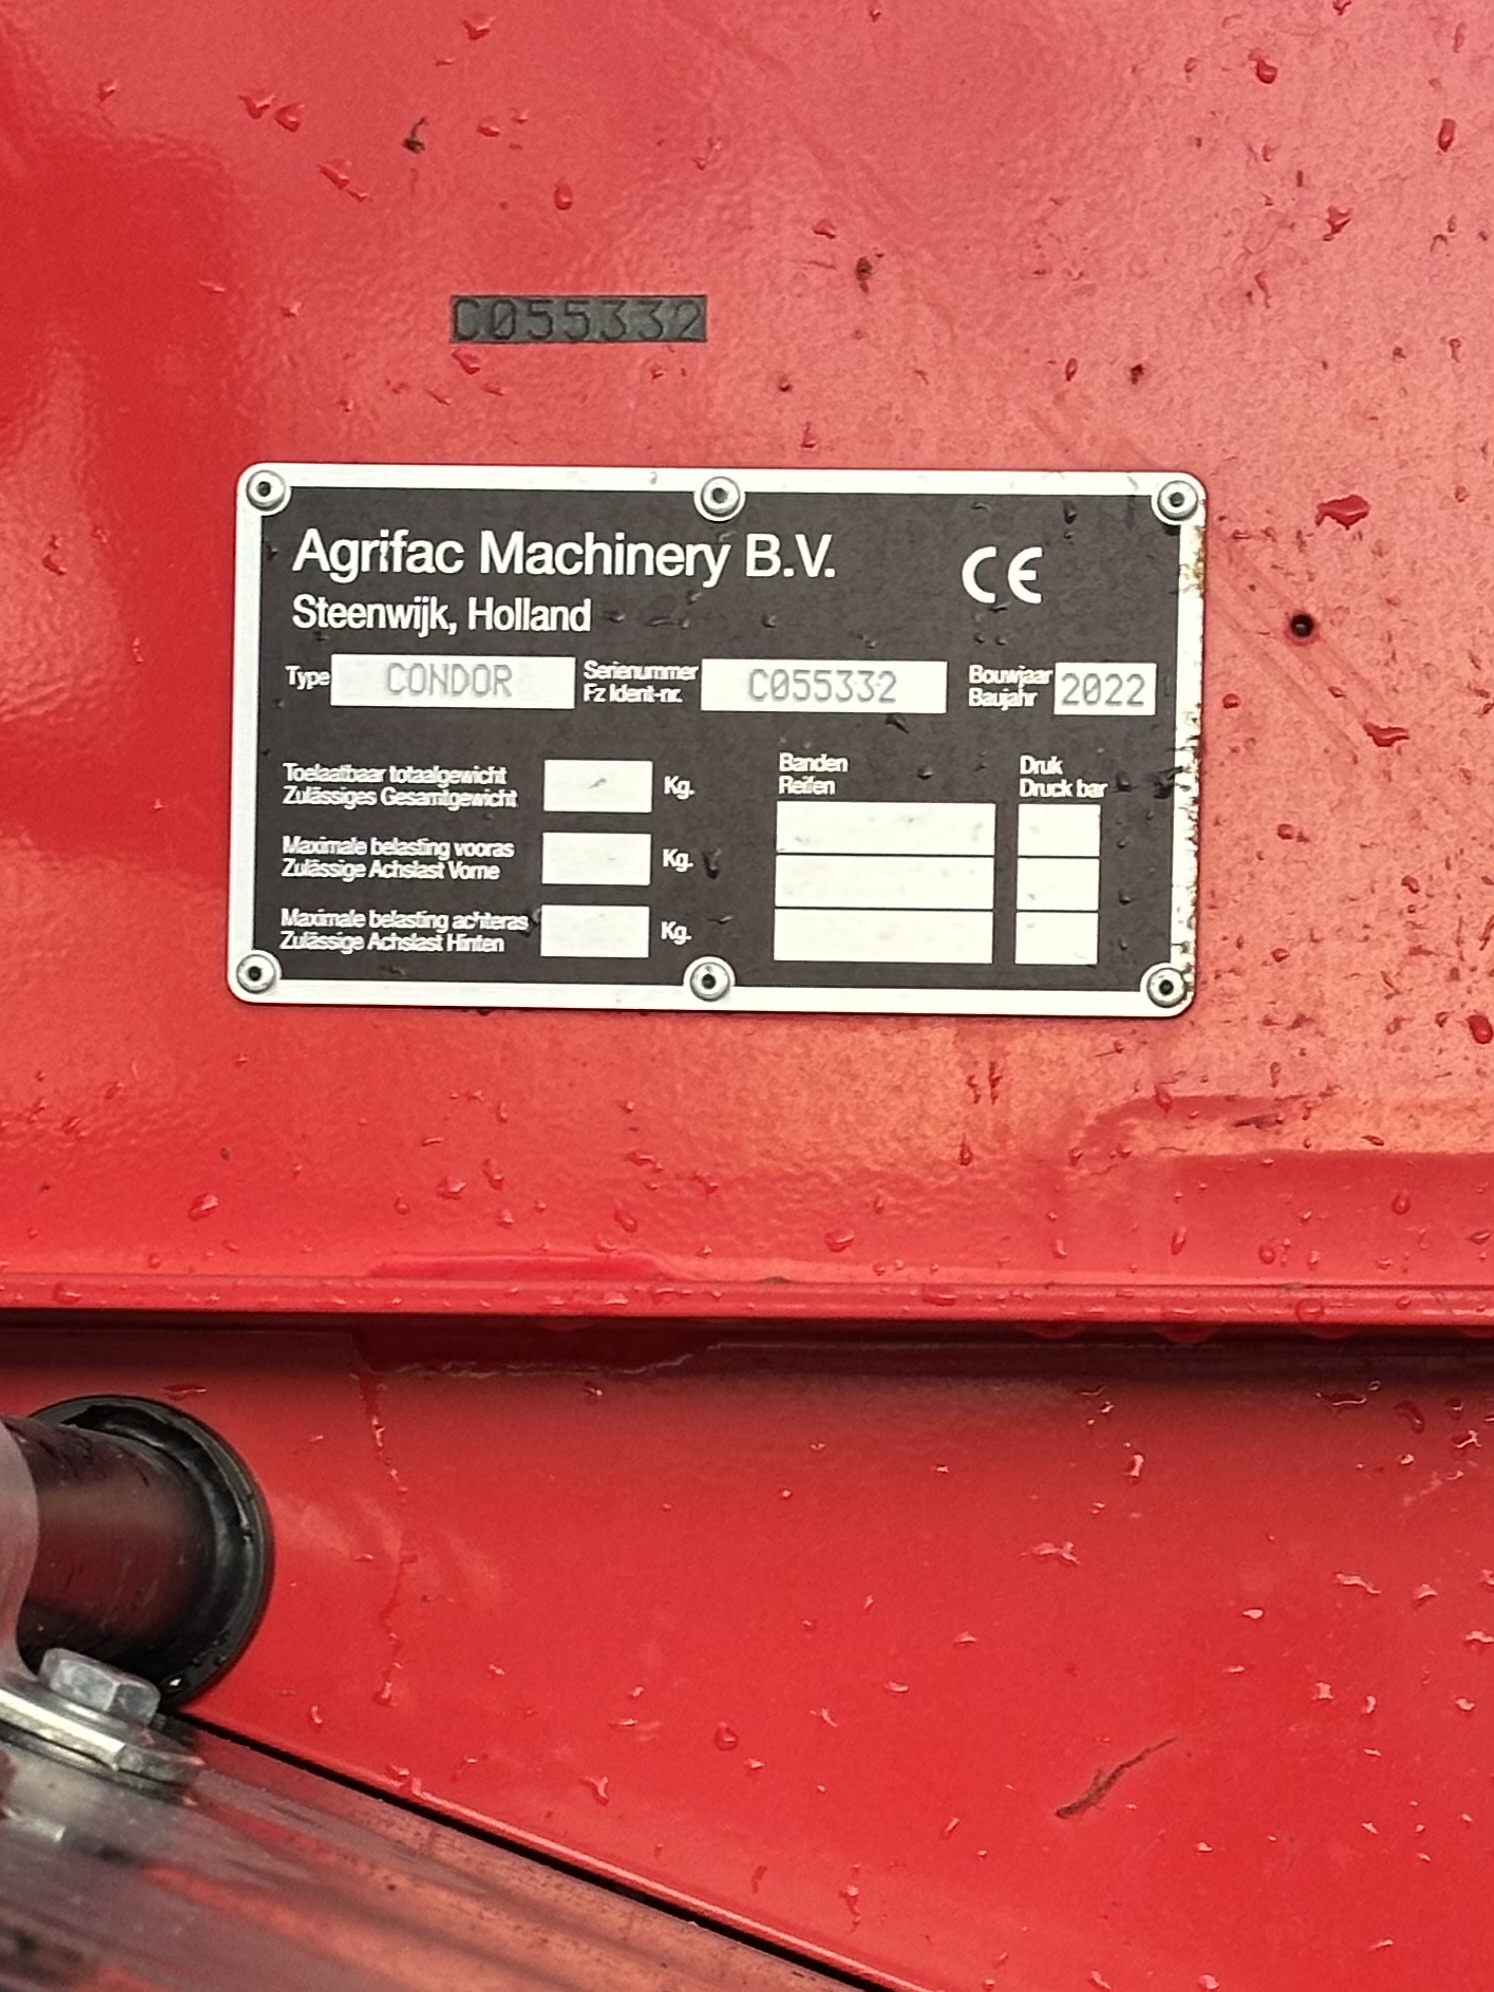 C055332
Agrifac Machinery B.V.
CE
Steenwijk, Holland
Type CONDOR Serienummer C055332 Bouwjaar 2022
Fz Ident-nr. Baujahr
Toelaatbaar totaalgewicht Kg. Banden Druk
Zulässiges Gesamtgewicht Reifen Druck bar
Maximale belasting vooras Kg.
Zulässige Achslast Vorne
Maximale belasting achteras Kg.
Zulässige Achslast Hinten